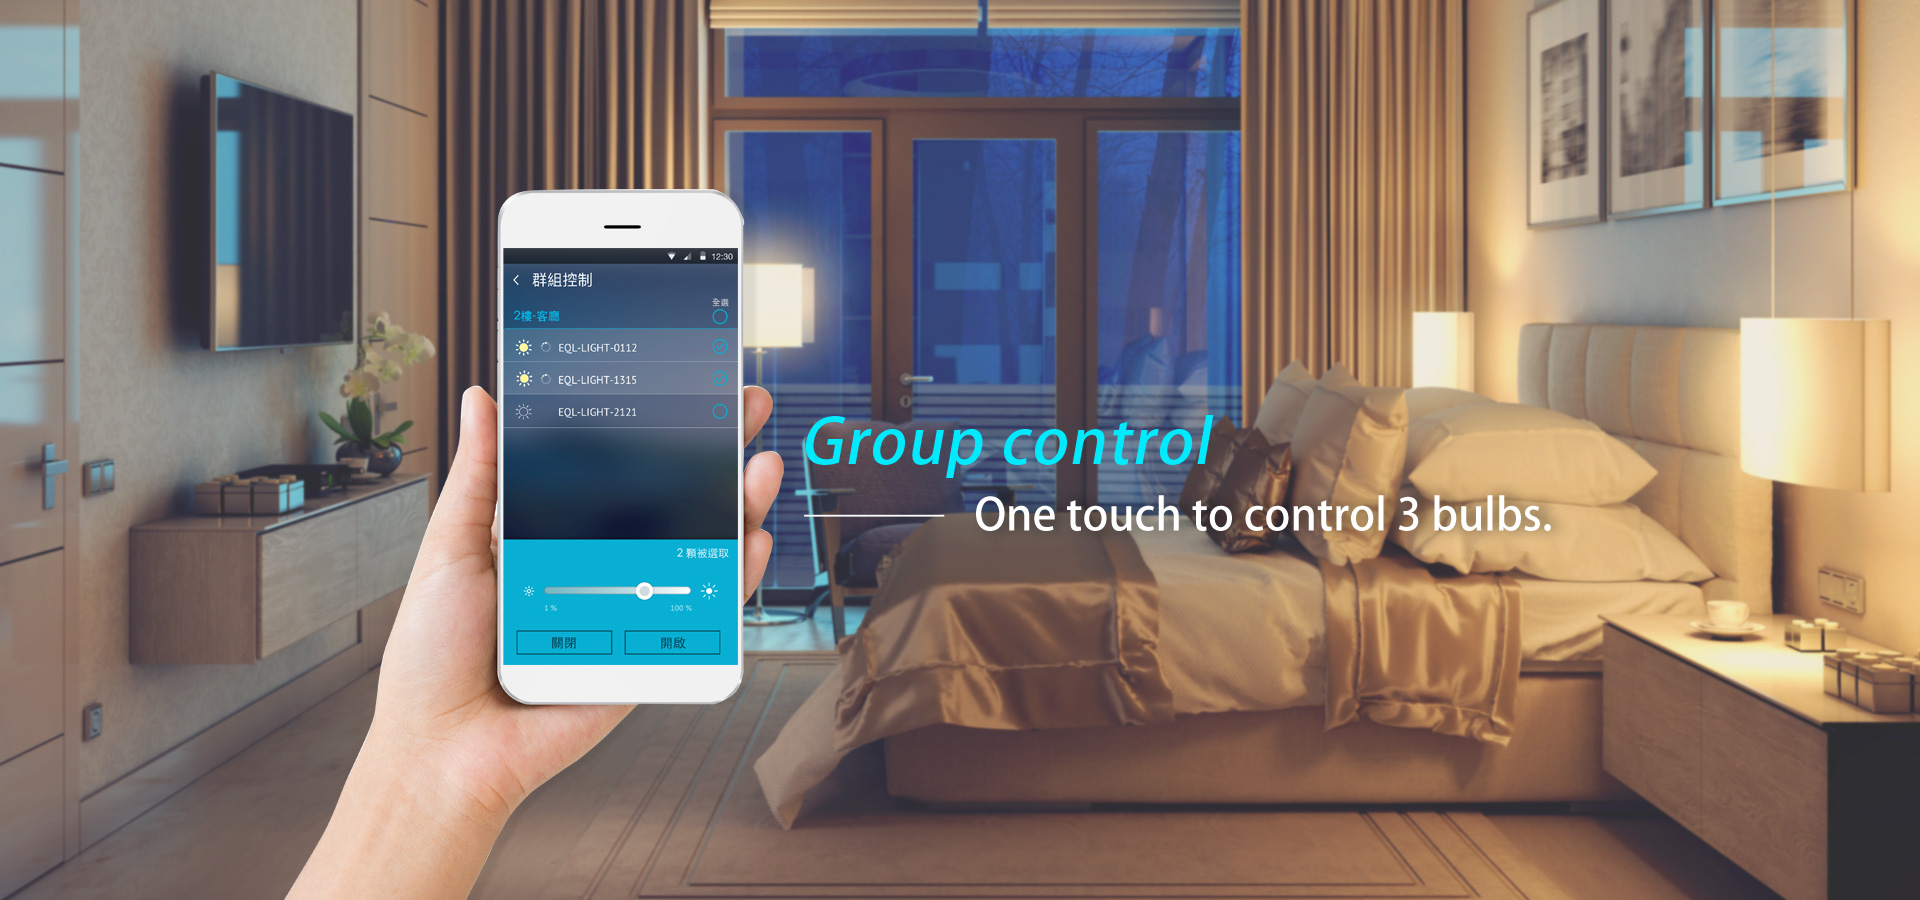 12:30
群組控制
全選
2樓-客廳
EQL-LIGHT-0112
EQL-LIGHT-1315
EQL-LIGHT-2121
2 顆被選取
1 %
100 %
關閉
開啟
Group control
One touch to control 3 bulbs.